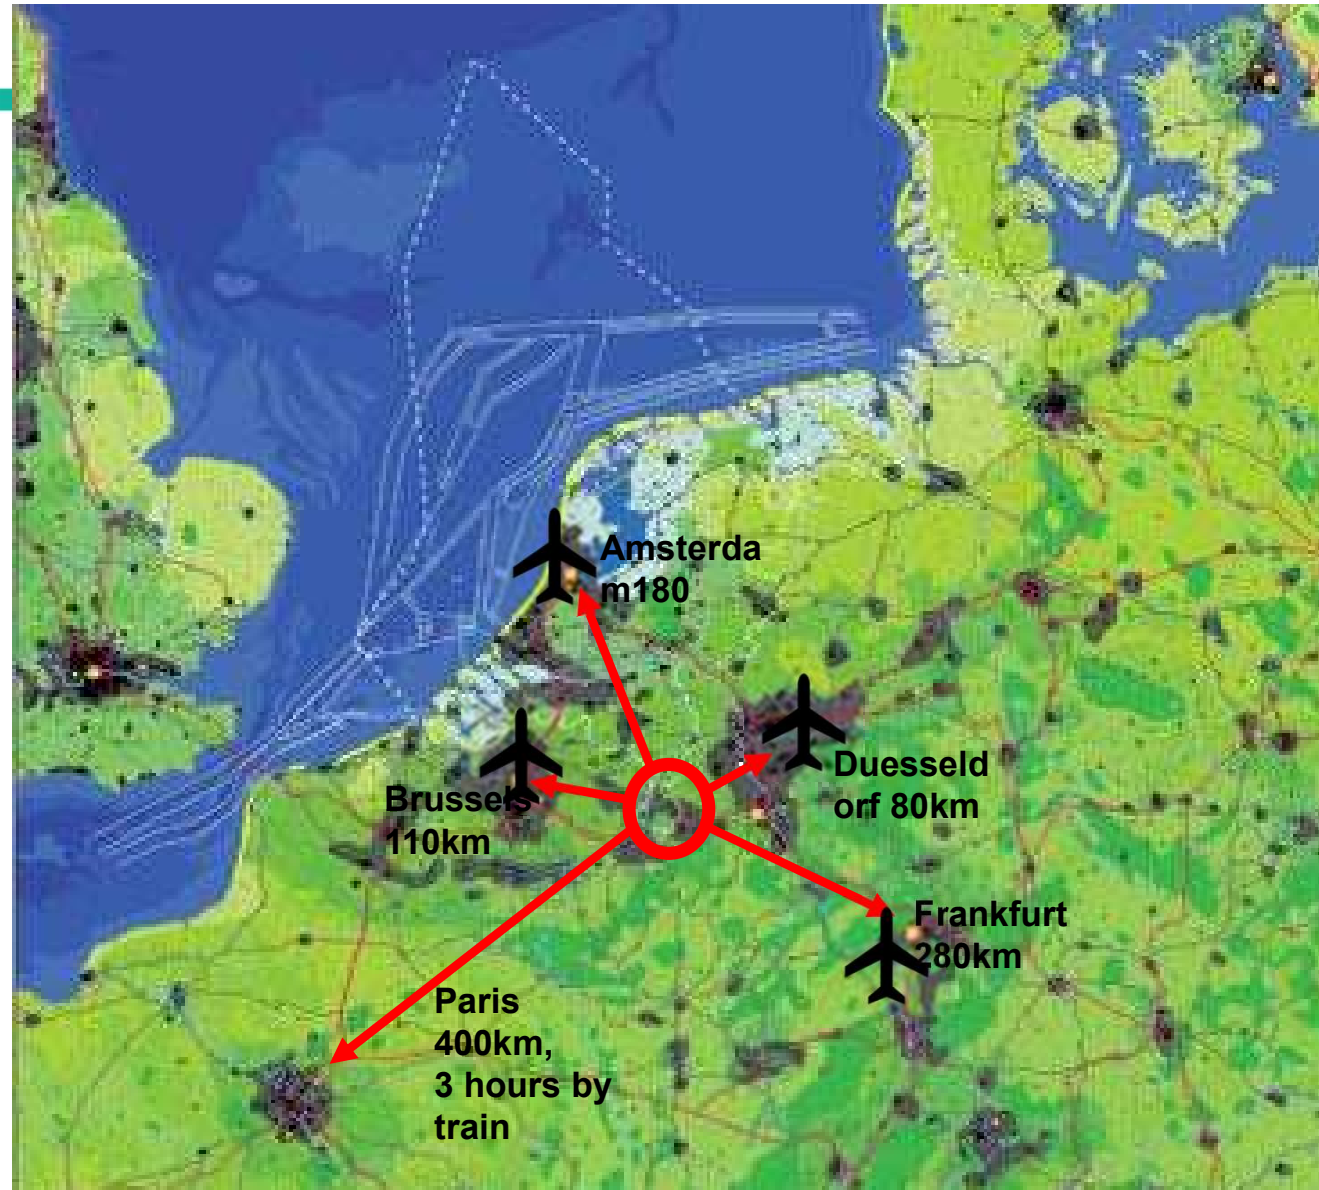 Amsterda
m180
Duesseld
orf 80km
Brussels
110km
Frankfurt
280km
Paris
400km,
3 hours by
train